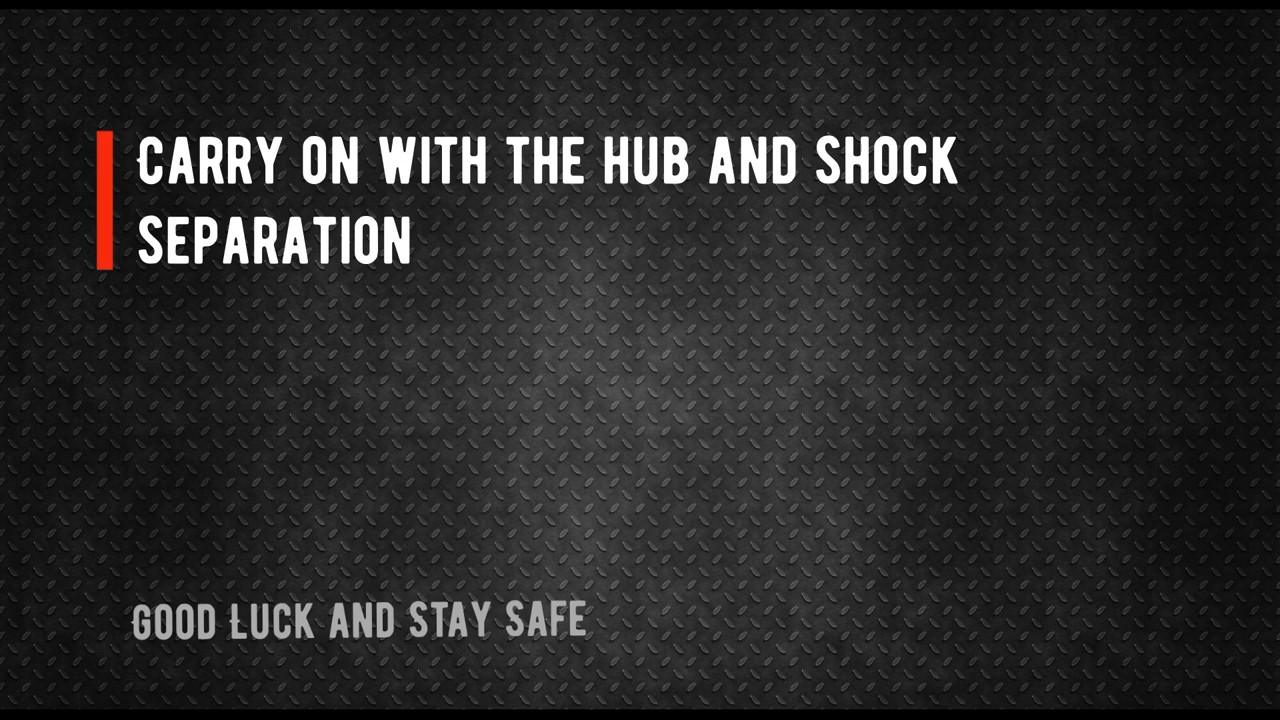 Carry on with the hub and shock
separation
Good Luck and stay safe